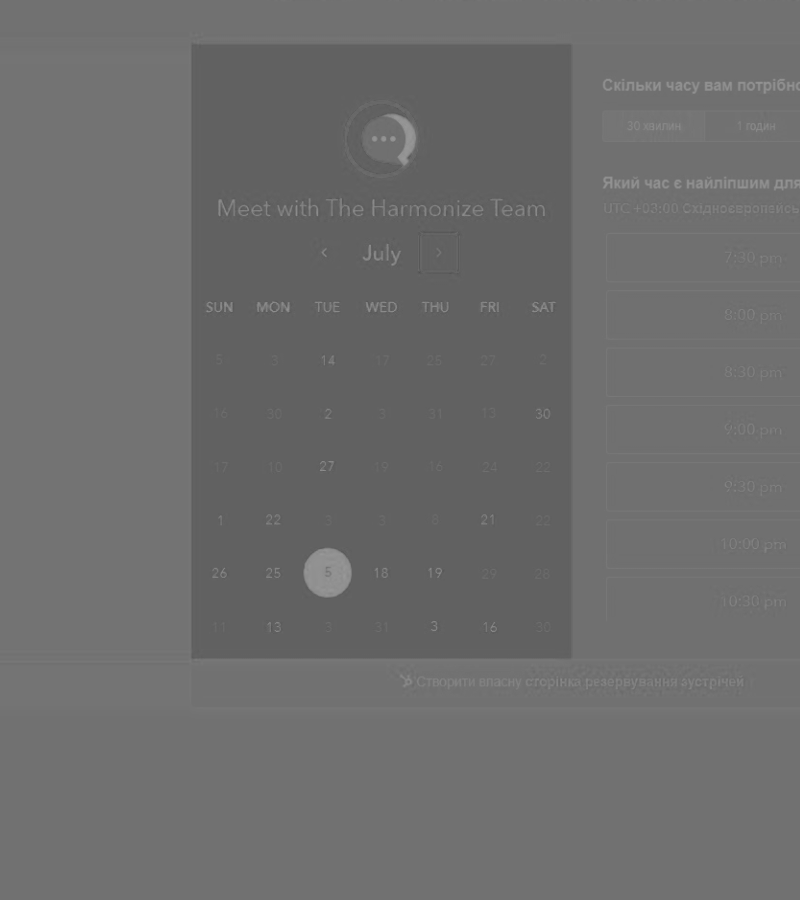 Meet with The Harmonize Team
July
SUN MON TUE WED THU FRI SAT
5 3 14 17 25 27 2
16 30 2 3 31 13 30
17 10 27 19 16 24 22
1 22 3 31 8 21 22
26 25 5 18 19 29 28
11 13 3 31 3 16 30
Скільки часу вам потрібно
30 хвилин 1 годин
Який час є найліпшим для
UTC +03:00 Східноєвропейсь
7:30 pm
8:00 pm
8:30 pm
9:00 pm
9:30 pm
10:00 pm
10:30 pm
Створити власну сторінка резервування зустрічей